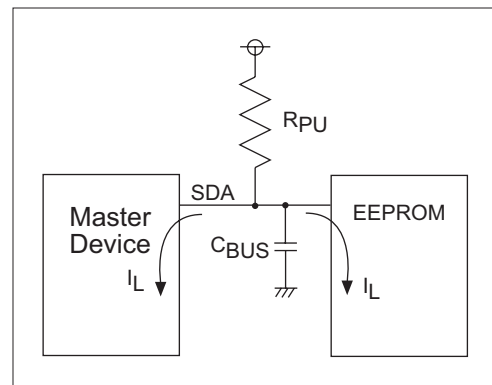 RPU
SDA
Master
Device
EEPROM
CBUS
IL
IL